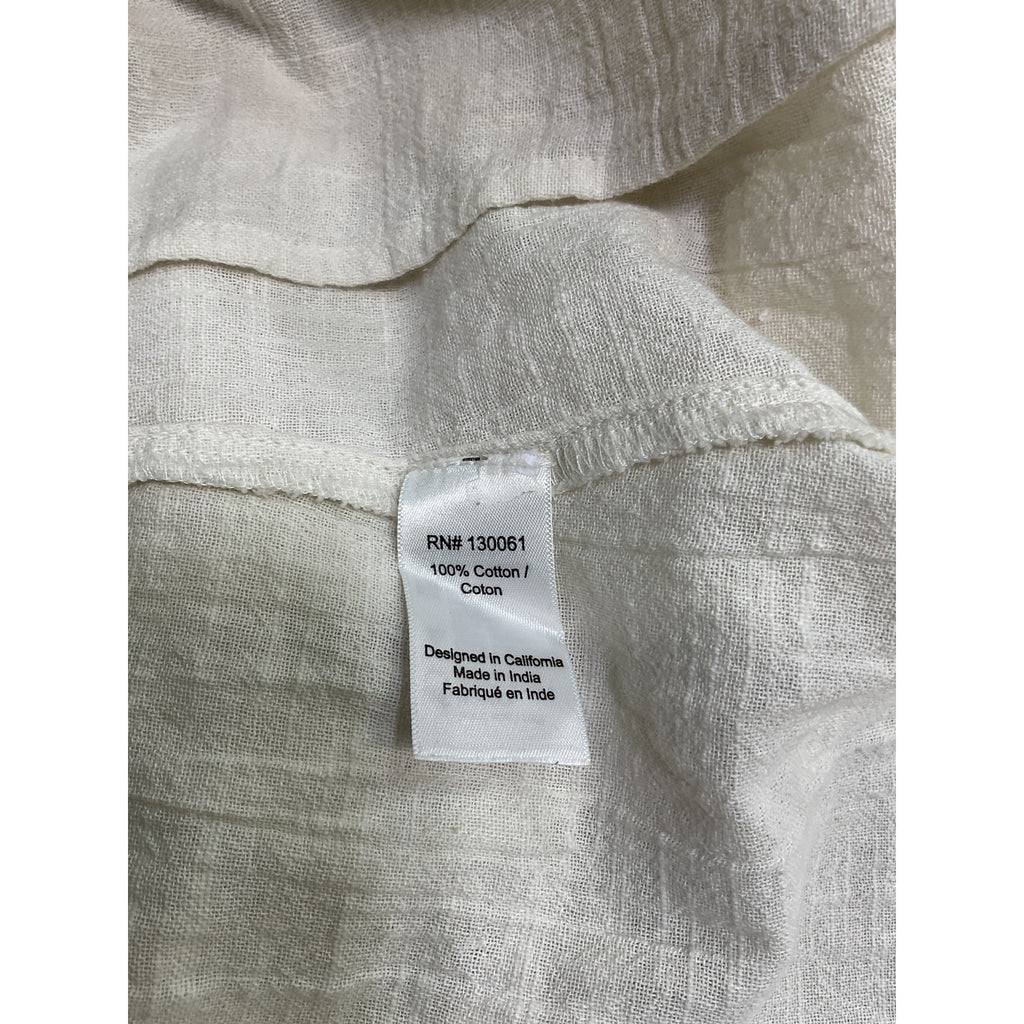 RN# 130061
100% Cotton /
Coton
Designed in California
Made in India
Fabriqué en Inde